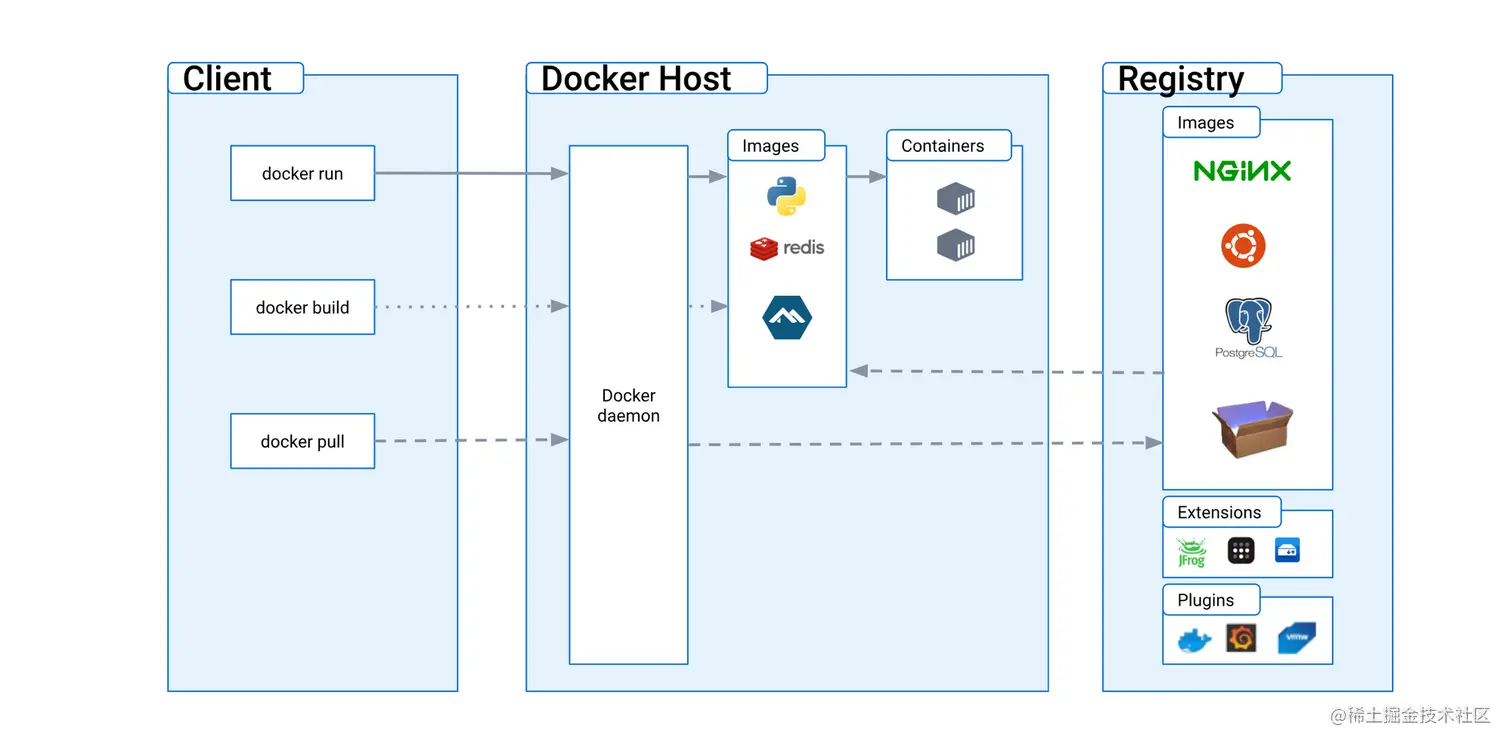 Client
docker run
docker build
docker pull
Docker Host
Docker
daemon
Images
redis
Containers
Registry
Images
NGINX
PostgreSQL
Extensions
JFrog
Plugins
vmw
@稀土掘金技术社区